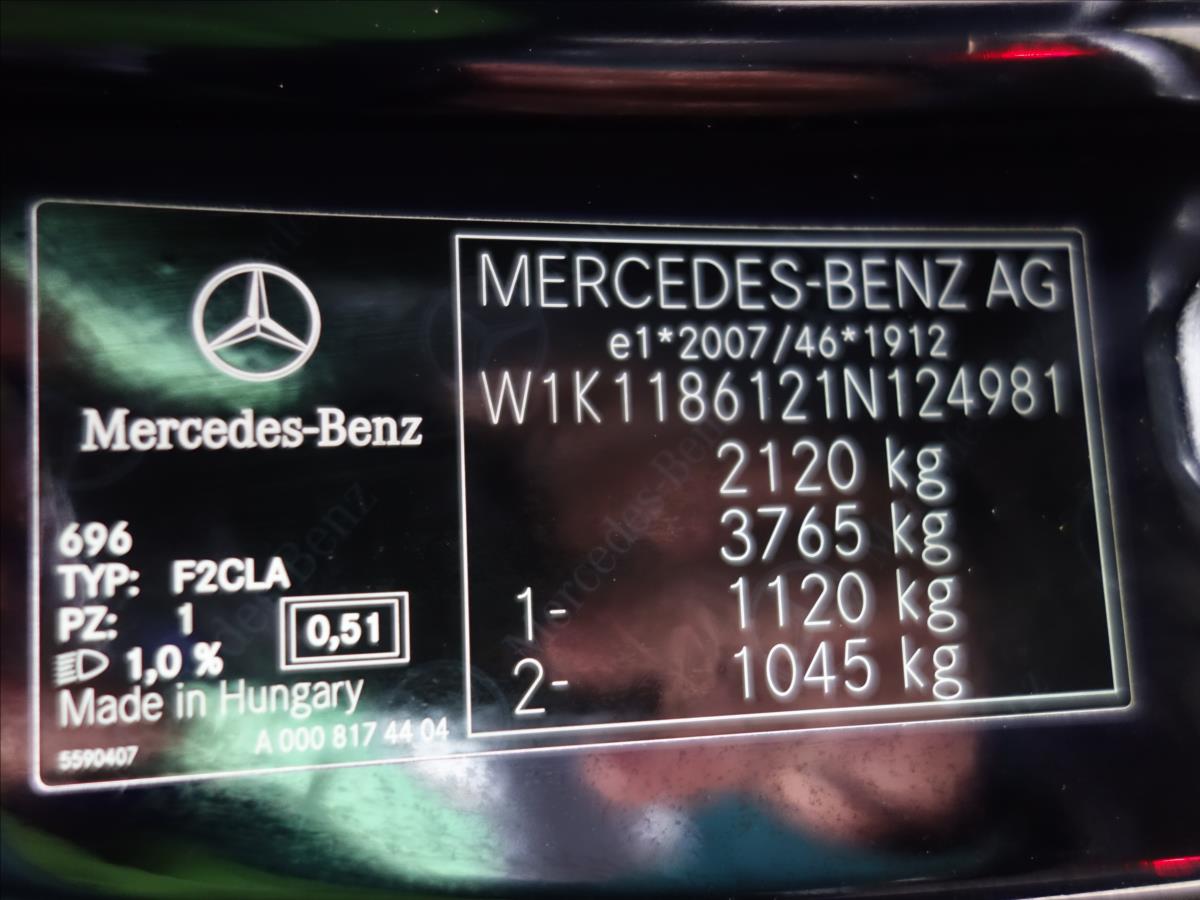 Mercedes-Benz
696
TYP: F2CLA
PZ: 1
0,51
1,0 %
Made in Hungary
A 000 817 44 04
5590407
MERCEDES-BENZ AG
e1*2007/46*1912
W1K1186121N124981
2120 kg
3765 kg
1- 1120 kg
2- 1045 kg